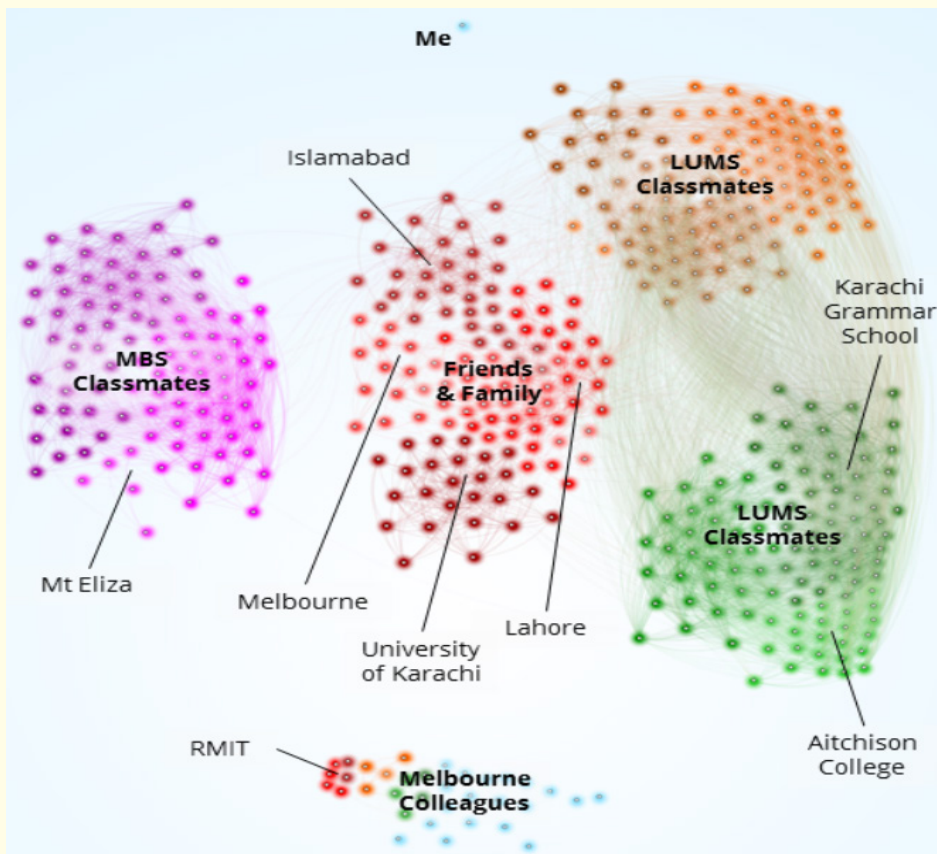 Me
Islamabad
LUMS
Classmates
Karachi
Grammar
School
MBS
Classmates
Friends
& Family
LUMS
Classmates
Mt Eliza
Melbourne
University
of Karachi
Lahore
RMIT
Melbourne
Colleagues
Aitchison
College